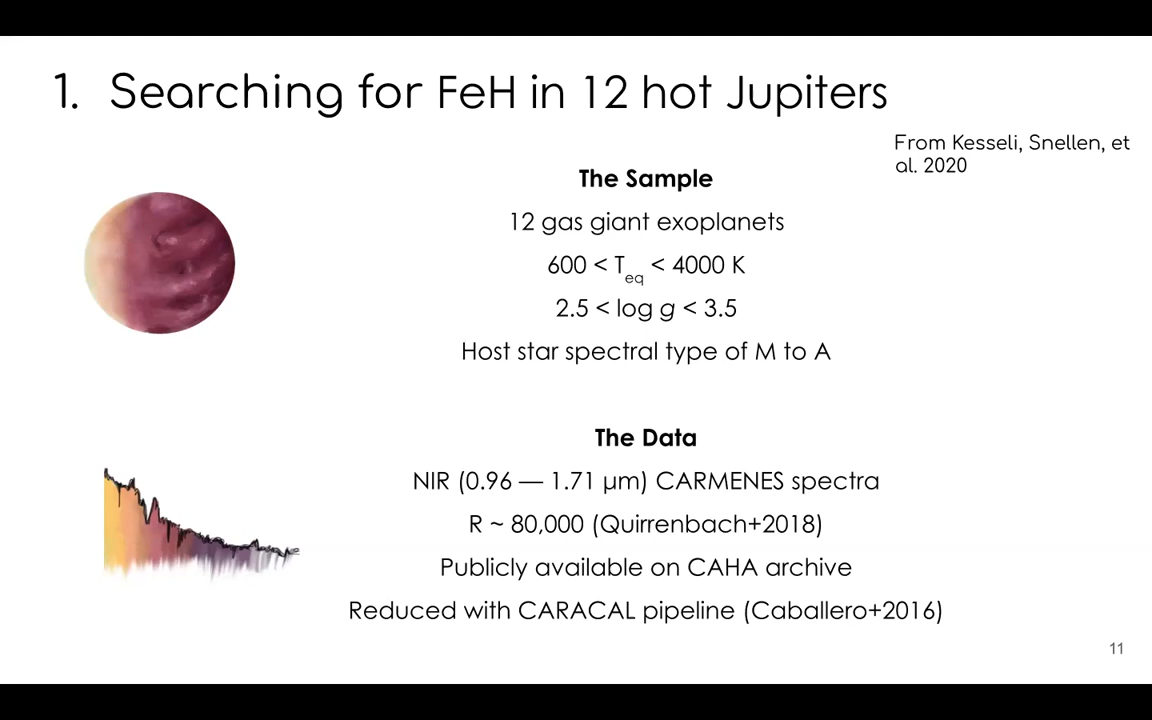 1. Searching for FeH in 12 hot Jupiters
From Kesseli, Snellen, et
al. 2020
The Sample
12 gas giant exoplanets
600 < Teq < 4000 K
2.5 < log g < 3.5
Host star spectral type of M to A
The Data
NIR (0.96 — 1.71 μm) CARMENES spectra
R ~ 80,000 (Quirrenbach+2018)
Publicly available on CAHA archive
Reduced with CARACAL pipeline (Caballero+2016)
11